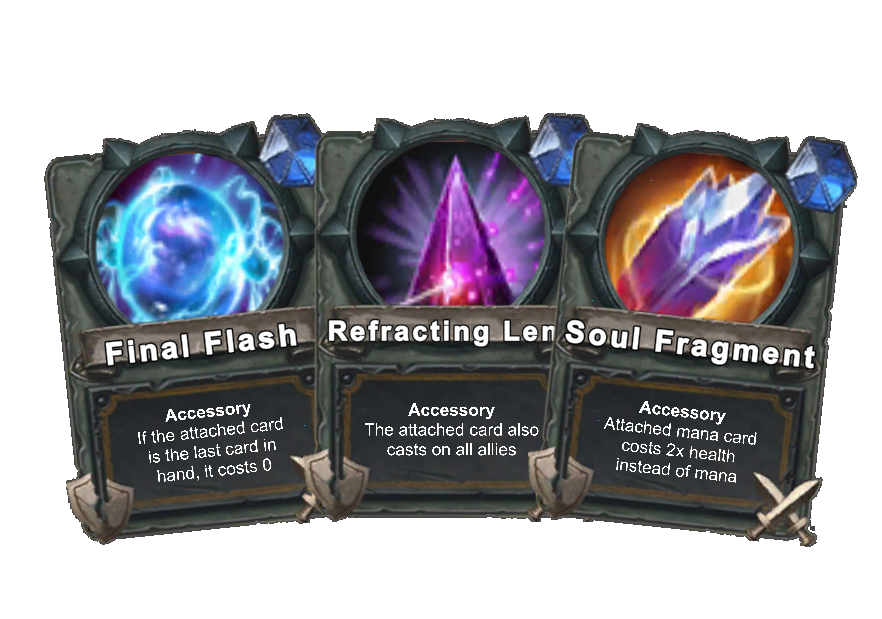 Final Flash
Accessory
If the attached card
is the last card in
hand, it costs 0
Refracting Len
Accessory
The attached card also
casts on all allies
Soul Fragment
Accessory
Attached mana card
costs 2x health
instead of mana